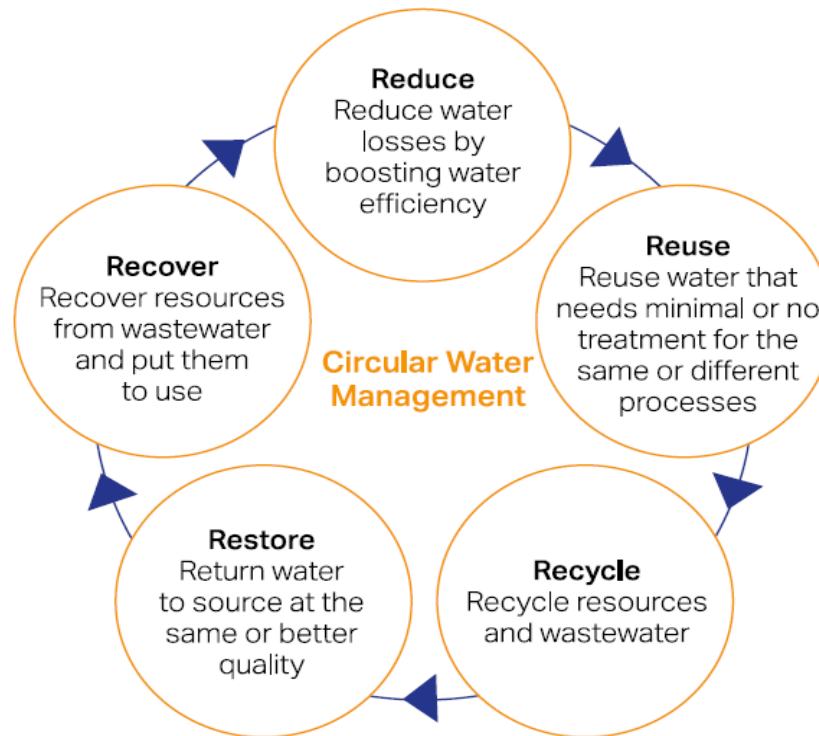 Reduce
Reduce water
losses by
boosting water
efficiency
Reuse
Reuse water that
needs minimal or no
treatment for the
same or different
processes
Recycle
Recycle resources
and wastewater
Restore
Return water
to source at the
same or better
quality
Recover
Recover resources
from wastewater
and put them
to use
Circular Water
Management